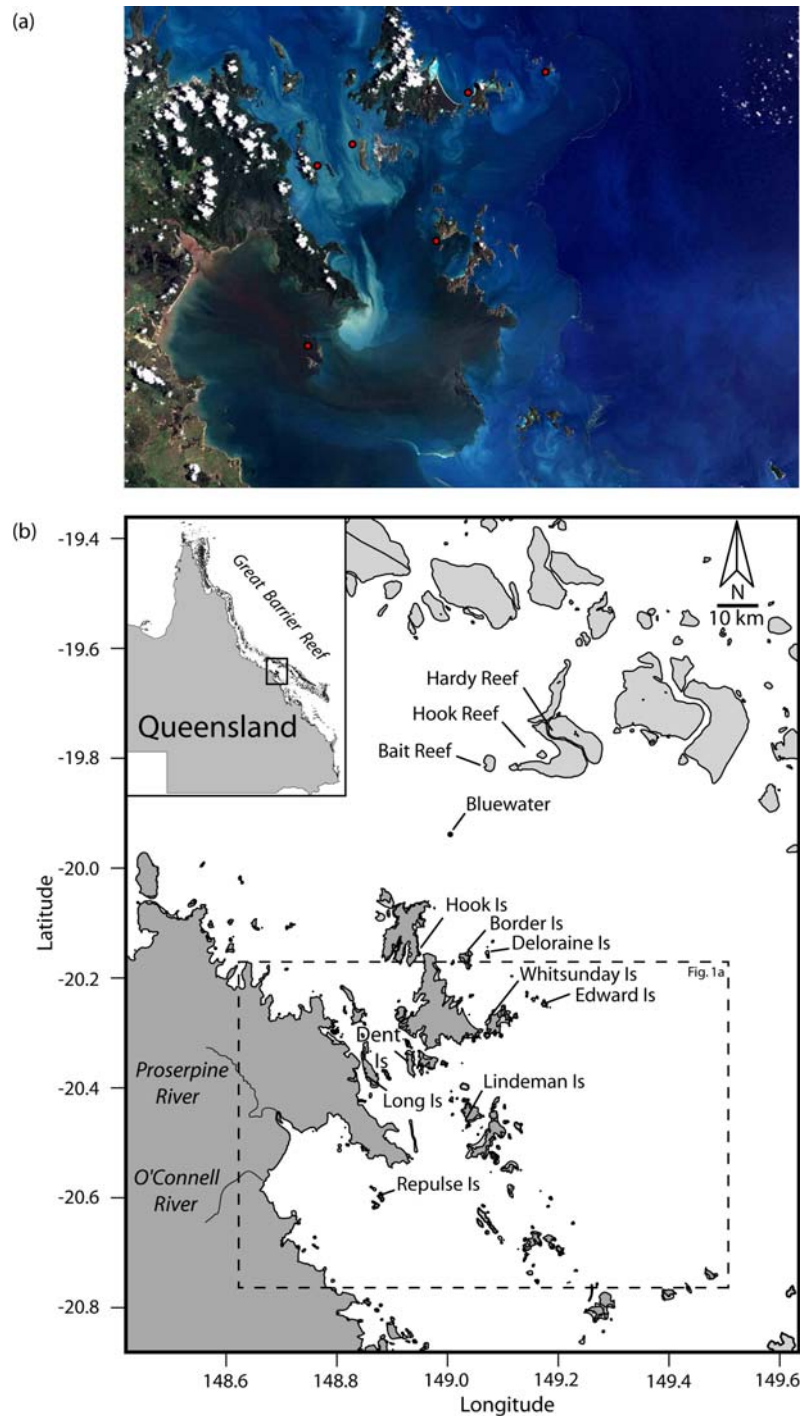 (a)
(b)
-19.4
-19.6
-19.8
-20.0
-20.2
-20.4
-20.6
-20.8
Latitude
Great Barrier Reef
Queensland
N
10 km
Hardy Reef
Hook Reef
Bait Reef
Bluewater
Hook Is
Border Is
Deloraine Is
Whitsunday Is
Fig. 1a
Edward Is
Dent
Is
Proserpine
River
Long Is
Lindeman Is
O'Connell
River
Repulse Is
148.6
148.8
149.0
149.2
149.4
149.6
Longitude